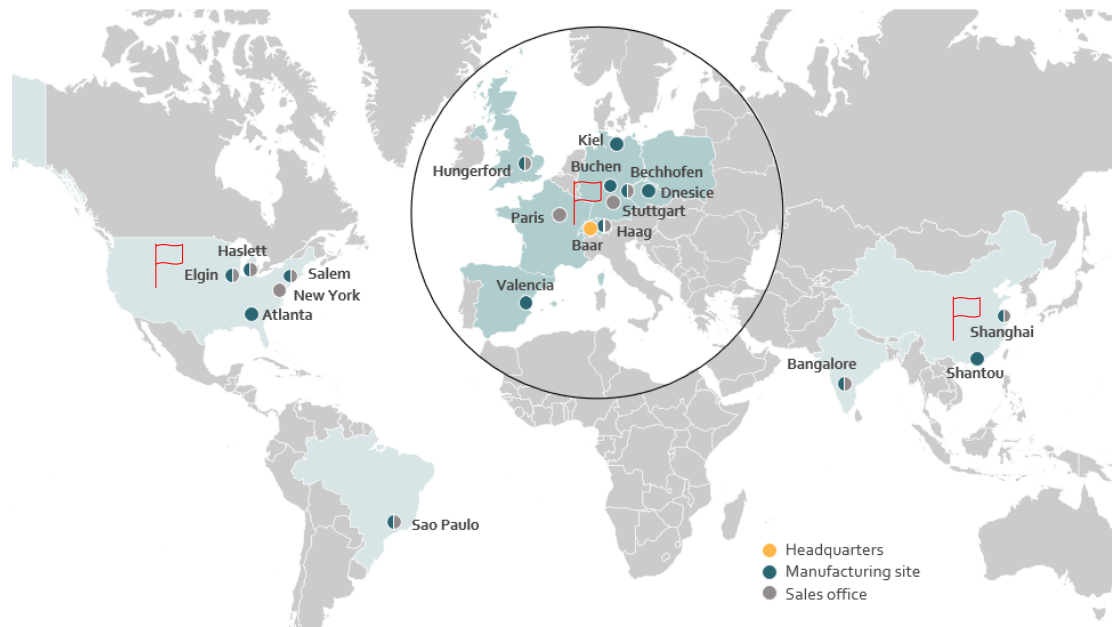 Kiel
Buchen
Bechhofen
Hungerford
Dnesice
Paris
Stuttgart
Haag
Baar
Valencia
Haslett
Elgin
Salem
New York
Atlanta
Shanghai
Bangalore
Shantou
Sao Paulo
Headquarters
Manufacturing site
Sales office